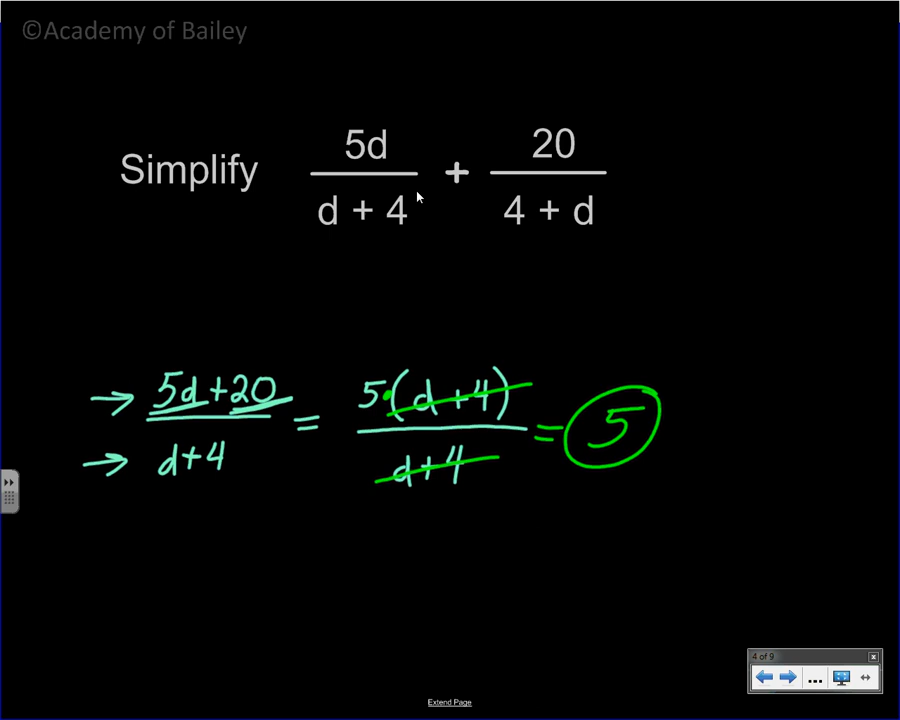 ©Academy of Bailey
Simplify 5d/(d + 4) + 20/(4 + d)
→ 5d+20 / → d+4 = 5·(d+4) / d+4 = 5
4 of 9
x
...
Extend Page